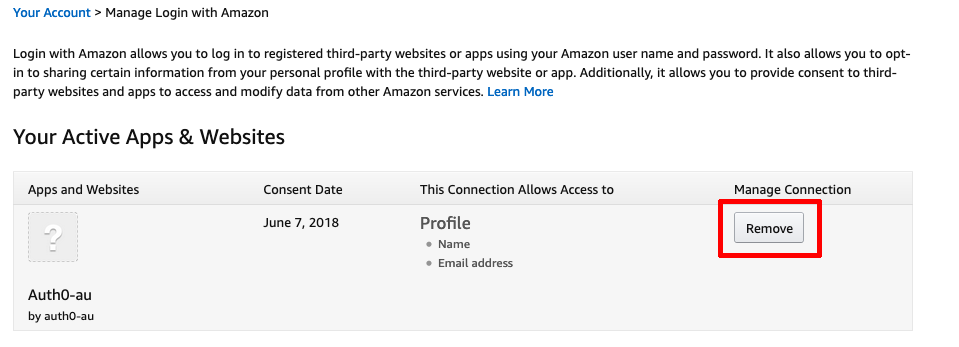 Your Account > Manage Login with Amazon
Login with Amazon allows you to log in to registered third-party websites or apps using your Amazon user name and password. It also allows you to opt-
in to sharing certain information from your personal profile with the third-party website or app. Additionally, it allows you to provide consent to third-
party websites and apps to access and modify data from other Amazon services. Learn More
Your Active Apps & Websites
Apps and Websites Consent Date This Connection Allows Access to Manage Connection
? June 7, 2018 Profile Remove
Name
Email address
Auth0-au
by auth0-au